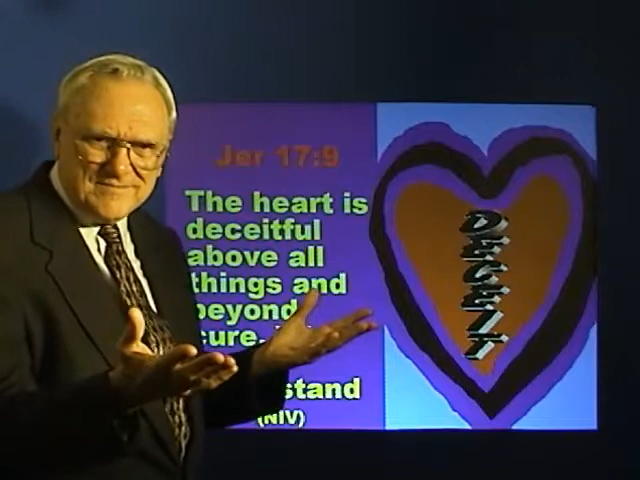 Jer 17:9
The heart is
deceitful
above all
things and
beyond
cure.
stand
(NIV)
DECEIT